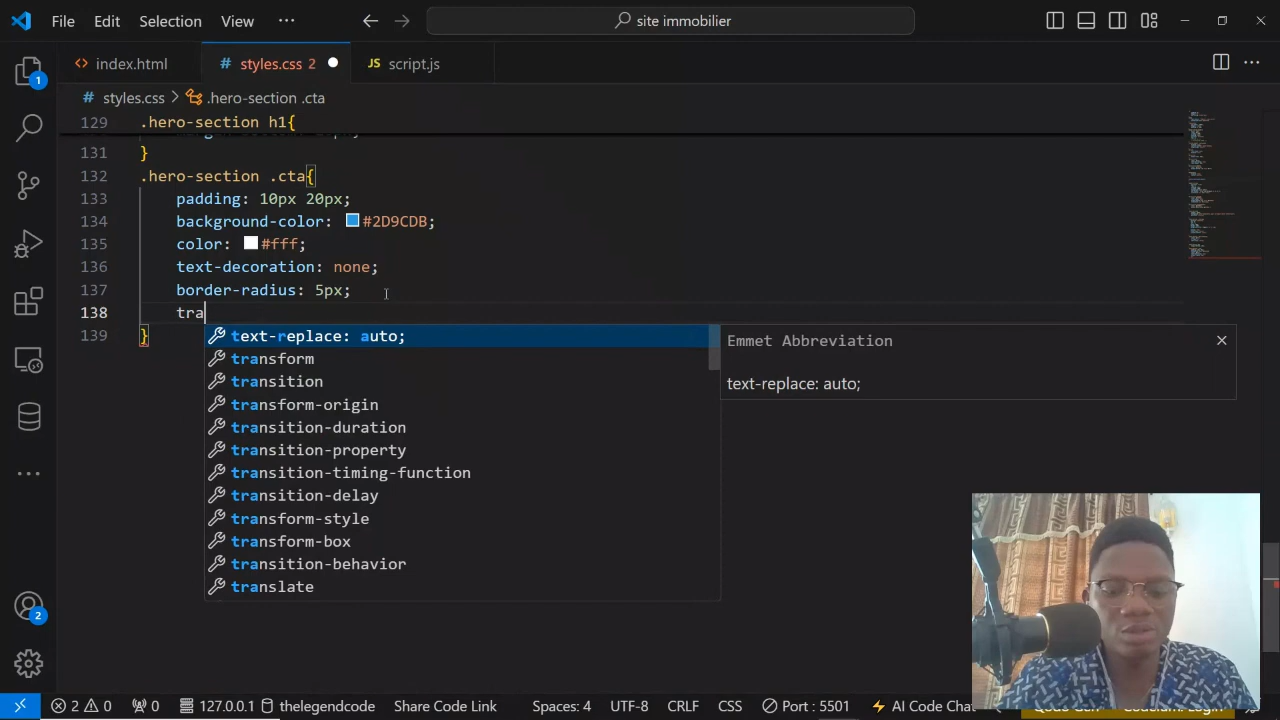 File Edit Selection View ··· site immobilier
index.html styles.css 2 JS script.js
# styles.css > .hero-section .cta
129 .hero-section h1{
131 }
132 .hero-section .cta{
133 padding: 10px 20px;
134 background-color: #2D9CDB;
135 color: #fff;
136 text-decoration: none;
137 border-radius: 5px;
138 tra
139 }
text-replace: auto;
transform
transition
transform-origin
transition-duration
transition-property
transition-timing-function
transition-delay
transform-style
transform-box
transition-behavior
translate
Emmet Abbreviation
text-replace: auto;
1
2
2 0 0 127.0.0.1 thelegendcode Share Code Link Spaces: 4 UTF-8 CRLF CSS Port : 5501 AI Code Chat